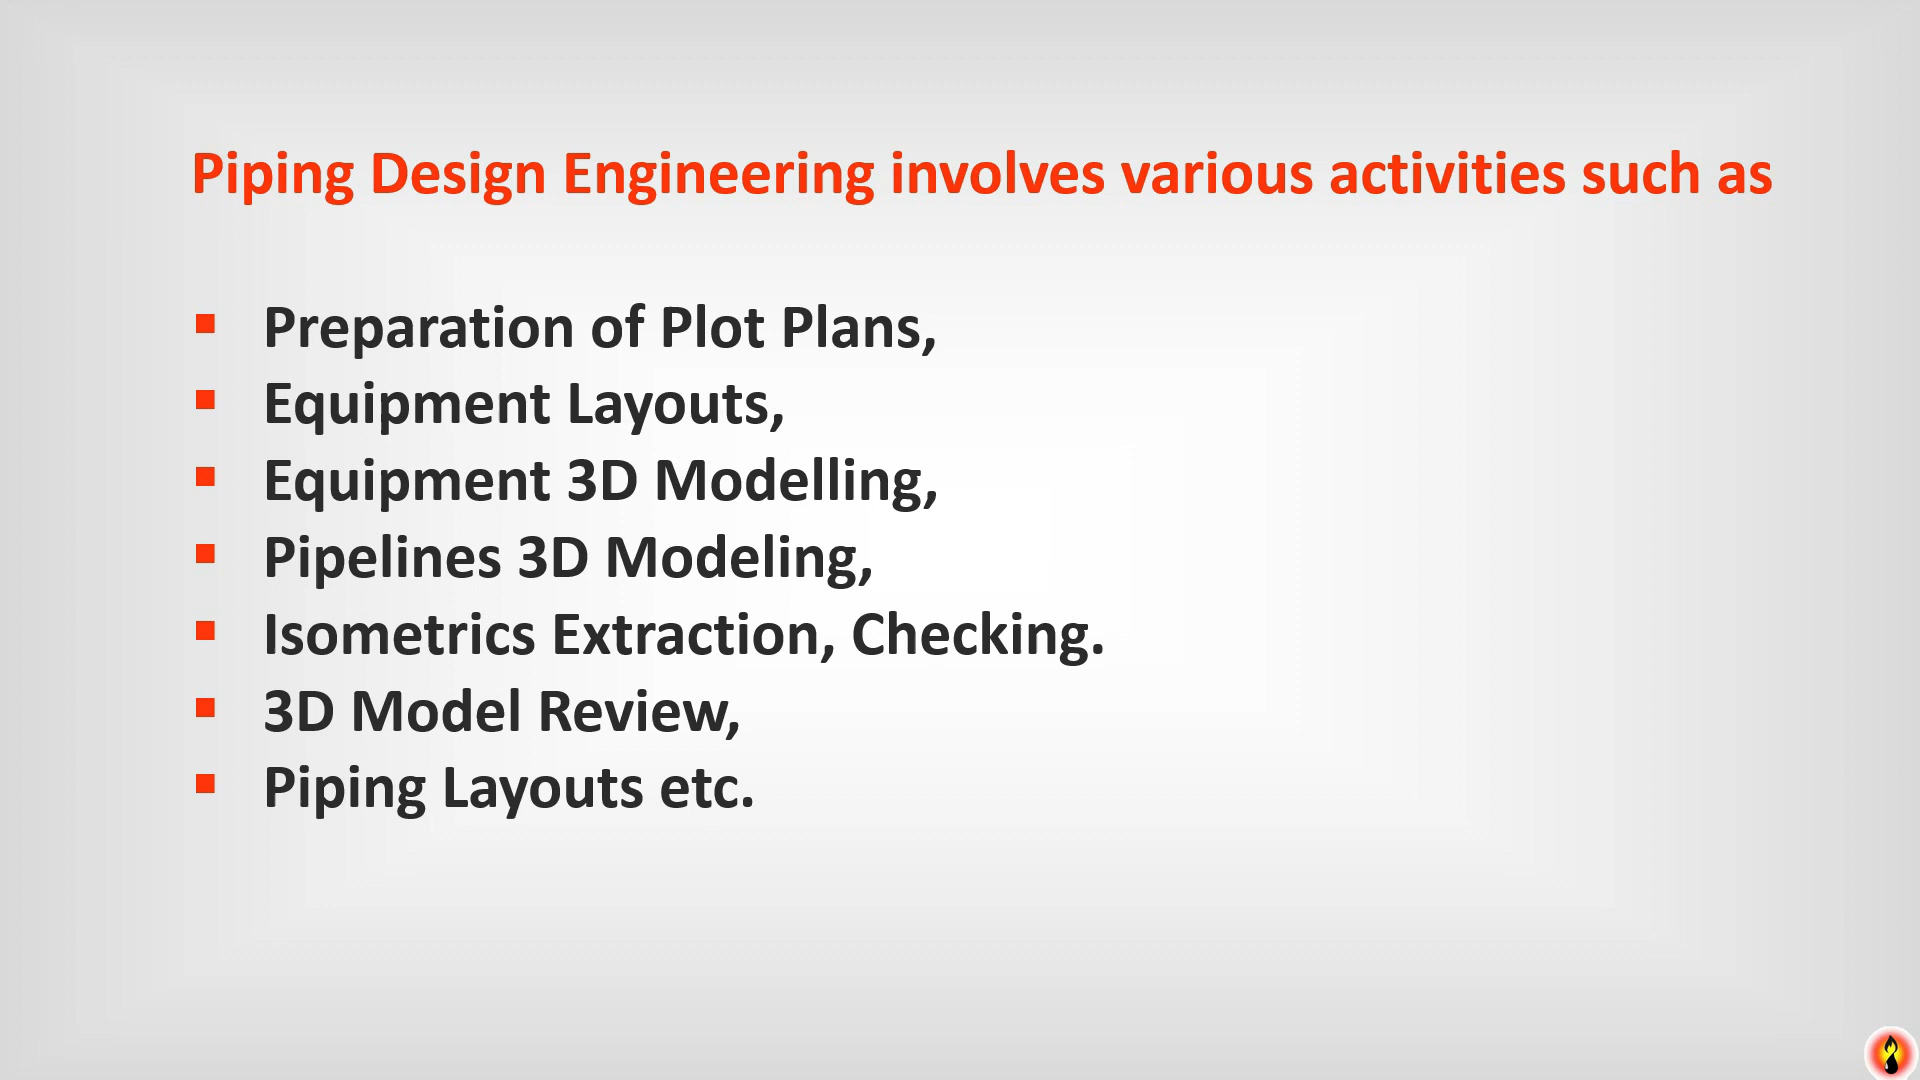 Piping Design Engineering involves various activities such as
▪ Preparation of Plot Plans,
▪ Equipment Layouts,
▪ Equipment 3D Modelling,
▪ Pipelines 3D Modeling,
▪ Isometrics Extraction, Checking.
▪ 3D Model Review,
▪ Piping Layouts etc.